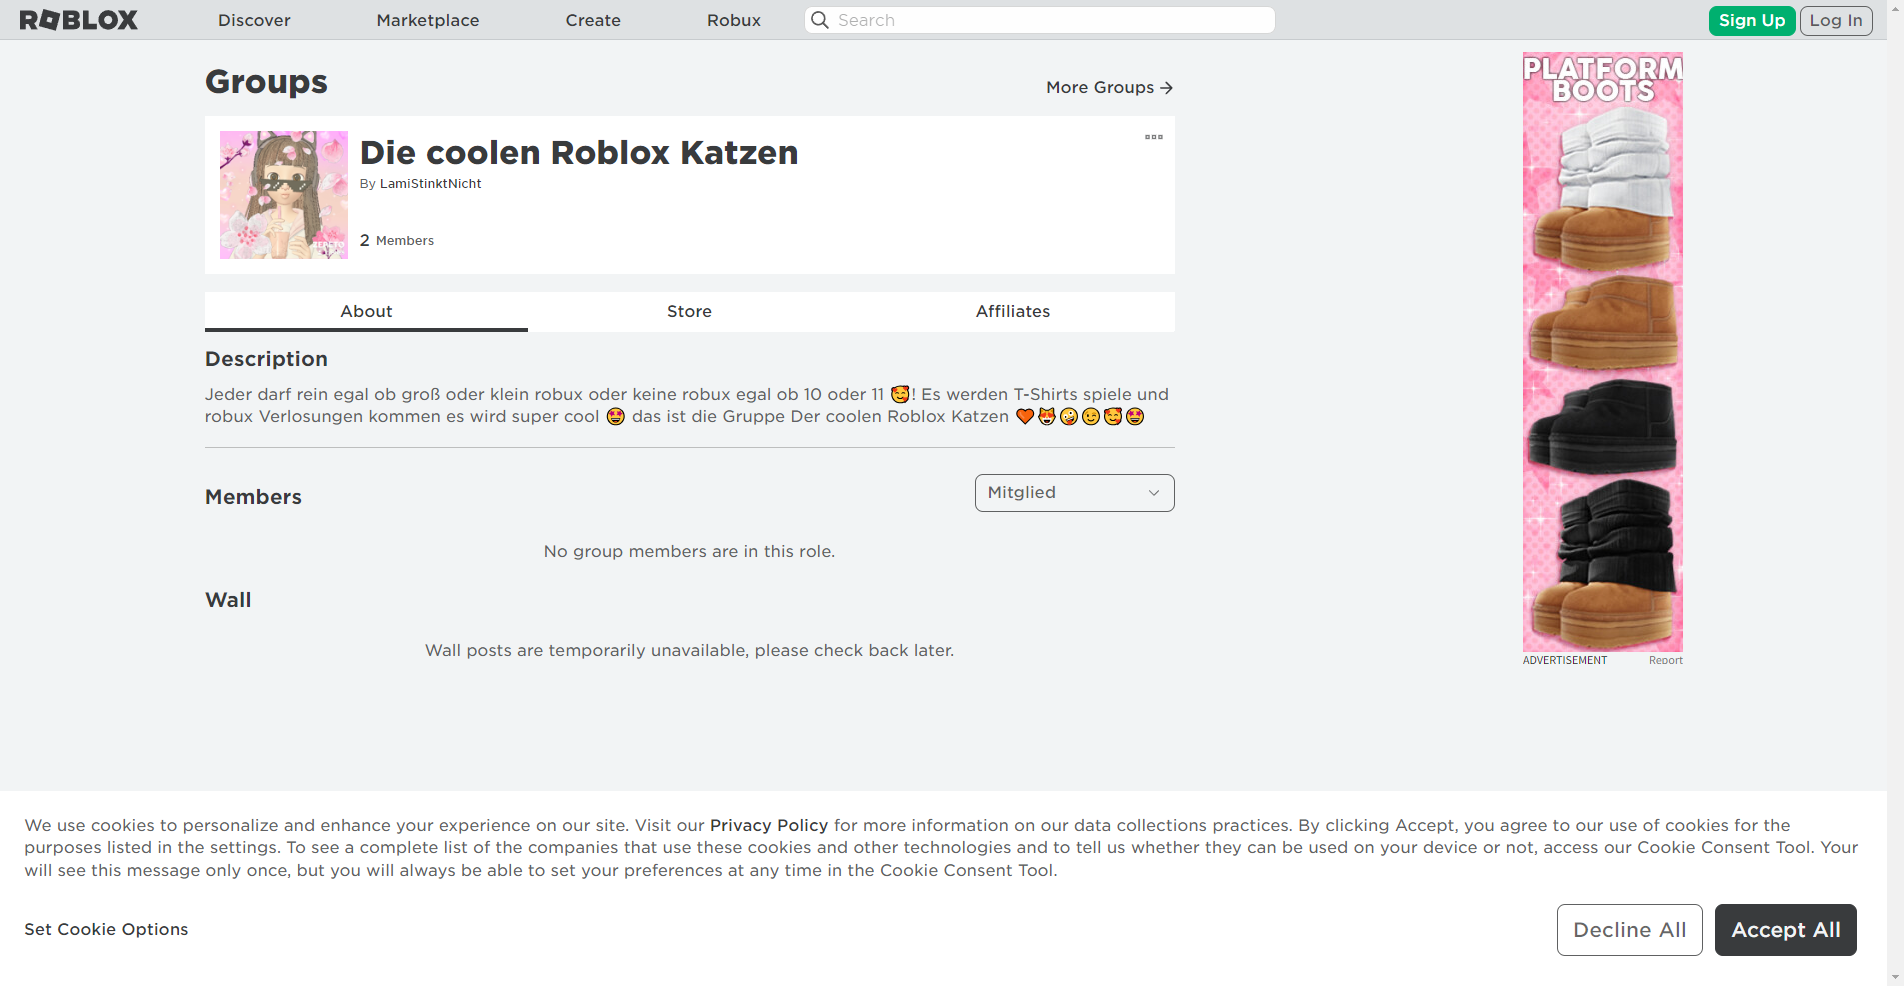 ROBLOX
Discover
Marketplace
Create
Robux
Search
Sign Up
Log In
Groups
More Groups →
Die coolen Roblox Katzen
By LamiStinktNicht
2 Members
About
Store
Affiliates
Description
Jeder darf rein egal ob groß oder klein robux oder keine robux egal ob 10 oder 11 🥰! Es werden T-Shirts spiele und
robux Verlosungen kommen es wird super cool 🤩 das ist die Gruppe Der coolen Roblox Katzen ❤️😻🤪😉🥰🤩
Members
Mitglied
No group members are in this role.
Wall
Wall posts are temporarily unavailable, please check back later.
PLATFORM
BOOTS
ADVERTISEMENT
Report
We use cookies to personalize and enhance your experience on our site. Visit our Privacy Policy for more information on our data collections practices. By clicking Accept, you agree to our use of cookies for the
purposes listed in the settings. To see a complete list of the companies that use these cookies and other technologies and to tell us whether they can be used on your device or not, access our Cookie Consent Tool. Your
will see this message only once, but you will always be able to set your preferences at any time in the Cookie Consent Tool.
Set Cookie Options
Decline All
Accept All